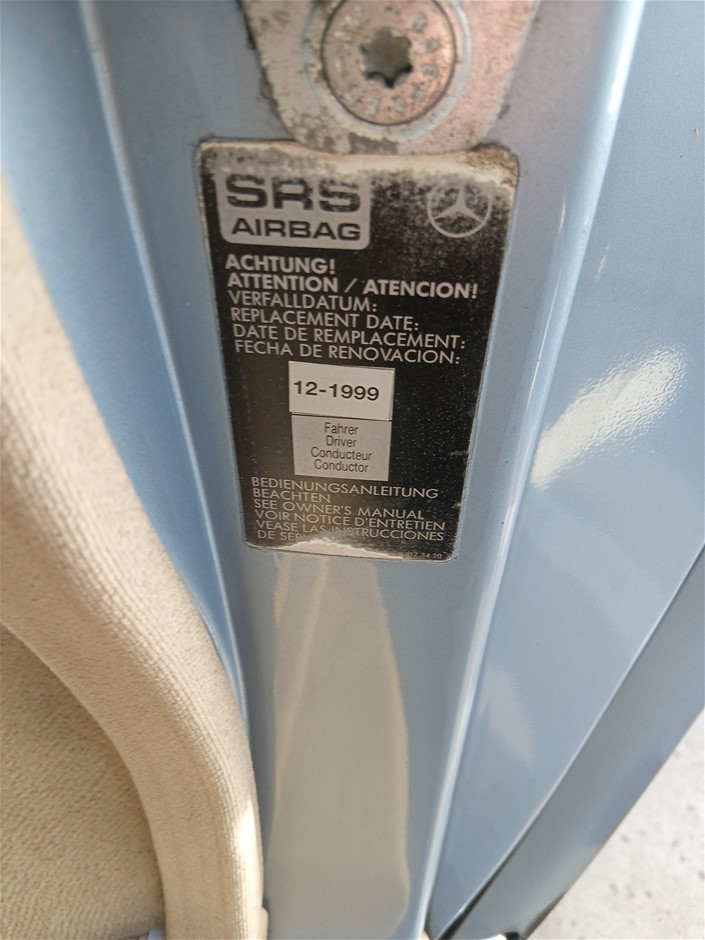 SRS
AIRBAG
ACHTUNG!
ATTENTION / ATENCION!
VERFALLDATUM:
REPLACEMENT DATE:
DATE DE REMPLACEMENT:
FECHA DE RENOVACION:
12-1999
Fahrer
Driver
Conducteur
Conductor
BEDIENUNGSANLEITUNG
BEACHTEN
SEE OWNER'S MANUAL
VOIR NOTICE D'ENTRETIEN
VEASE LAS INSTRUCCIONES
DE